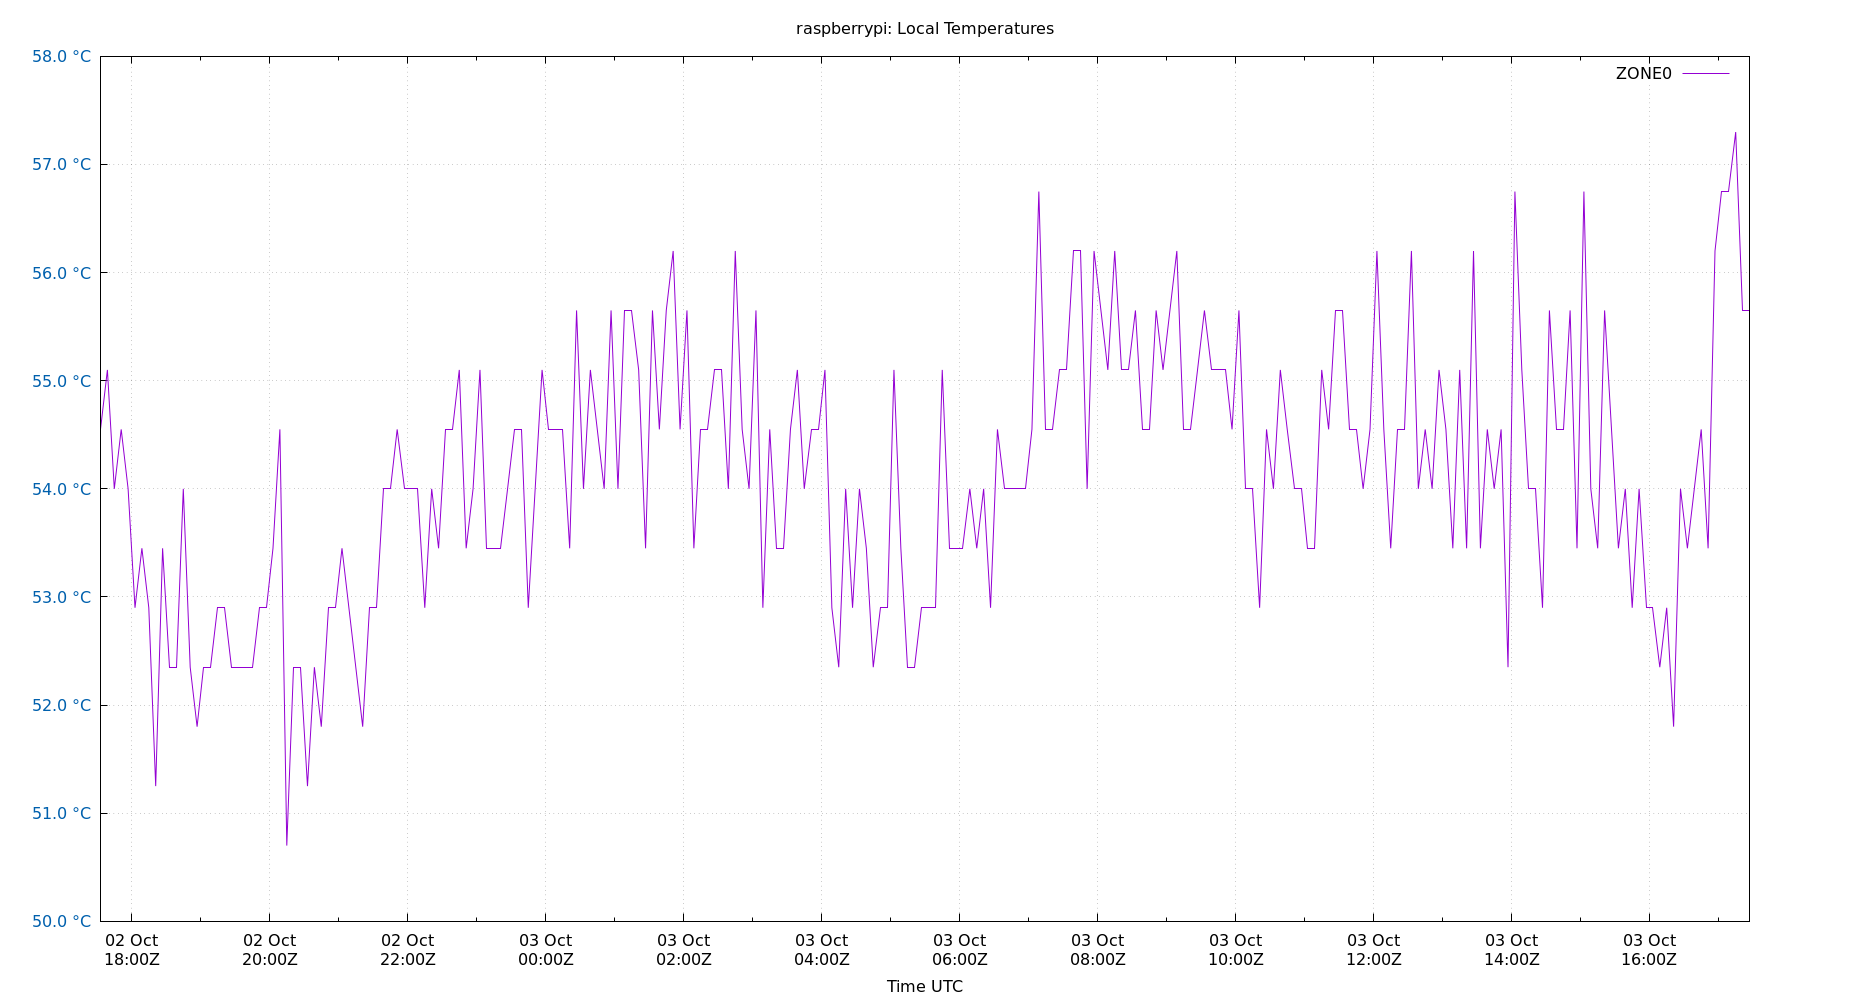 raspberrypi: Local Temperatures
58.0 °C
ZONE0
57.0 °C
56.0 °C
55.0 °C
54.0 °C
53.0 °C
52.0 °C
51.0 °C
50.0 °C
02 Oct 02 Oct 02 Oct 03 Oct 03 Oct 03 Oct 03 Oct 03 Oct 03 Oct 03 Oct 03 Oct 03 Oct
18:00Z 20:00Z 22:00Z 00:00Z 02:00Z 04:00Z 06:00Z 08:00Z 10:00Z 12:00Z 14:00Z 16:00Z
Time UTC